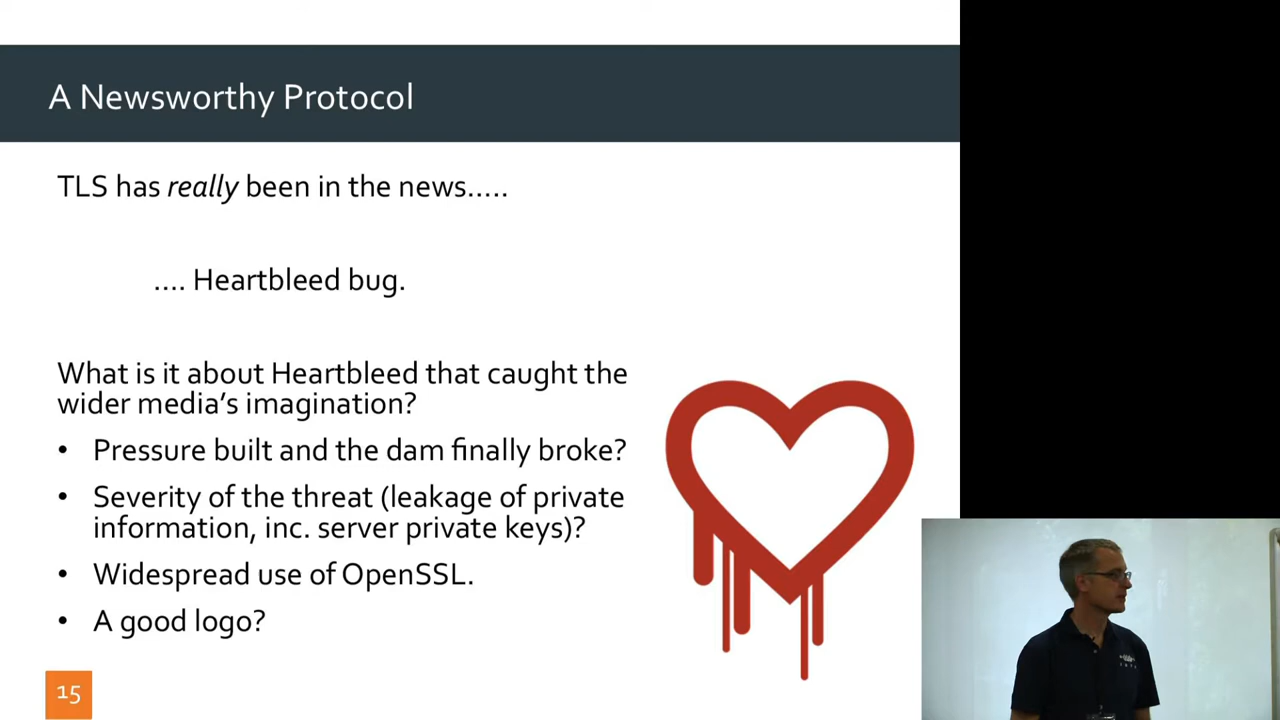 A Newsworthy Protocol
TLS has really been in the news.....
.... Heartbleed bug.
What is it about Heartbleed that caught the
wider media's imagination?
• Pressure built and the dam finally broke?
• Severity of the threat (leakage of private
information, inc. server private keys)?
• Widespread use of OpenSSL.
• A good logo?
15